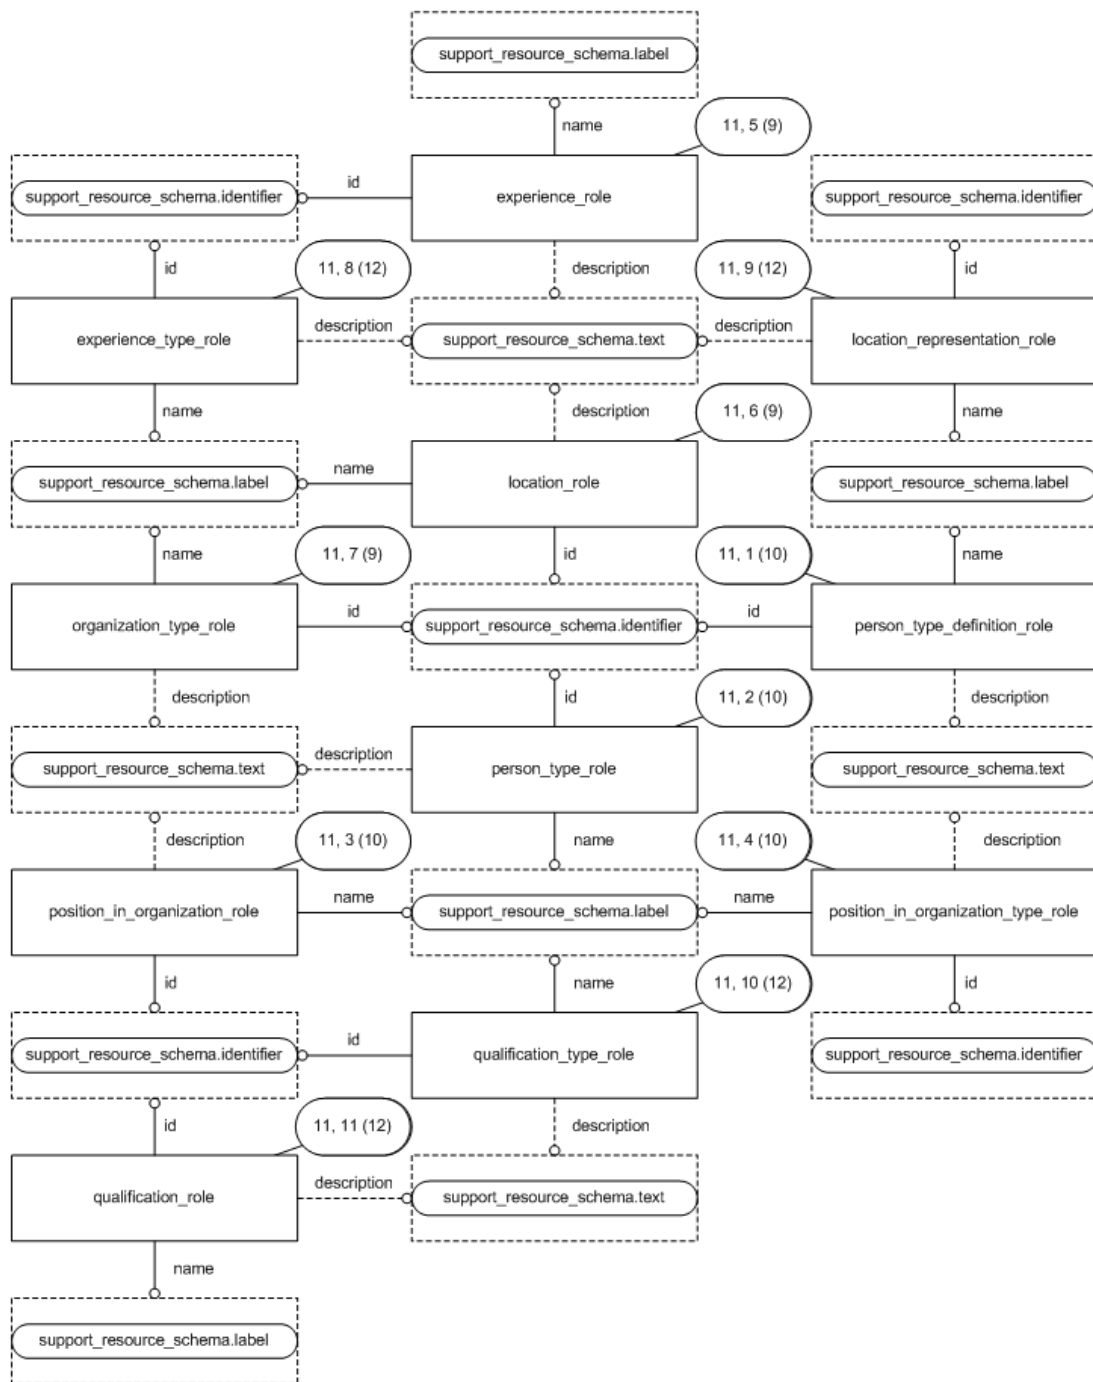 support_resource_schema.label
name
11, 5 (9)
support_resource_schema.identifier
id
experience_role
support_resource_schema.identifier
id
11, 8 (12)
description
11, 9 (12)
id
experience_type_role
description
support_resource_schema.text
description
location_representation_role
name
description
11, 6 (9)
name
support_resource_schema.label
name
location_role
support_resource_schema.label
name
11, 7 (9)
id
11, 1 (10)
name
organization_type_role
id
support_resource_schema.identifier
id
person_type_definition_role
description
id
11, 2 (10)
description
support_resource_schema.text
description
person_type_role
support_resource_schema.text
description
11, 3 (10)
name
11, 4 (10)
description
position_in_organization_role
name
support_resource_schema.label
name
position_in_organization_type_role
id
name
11, 10 (12)
id
support_resource_schema.identifier
id
qualification_type_role
support_resource_schema.identifier
id
11, 11 (12)
description
qualification_role
description
support_resource_schema.text
name
support_resource_schema.label